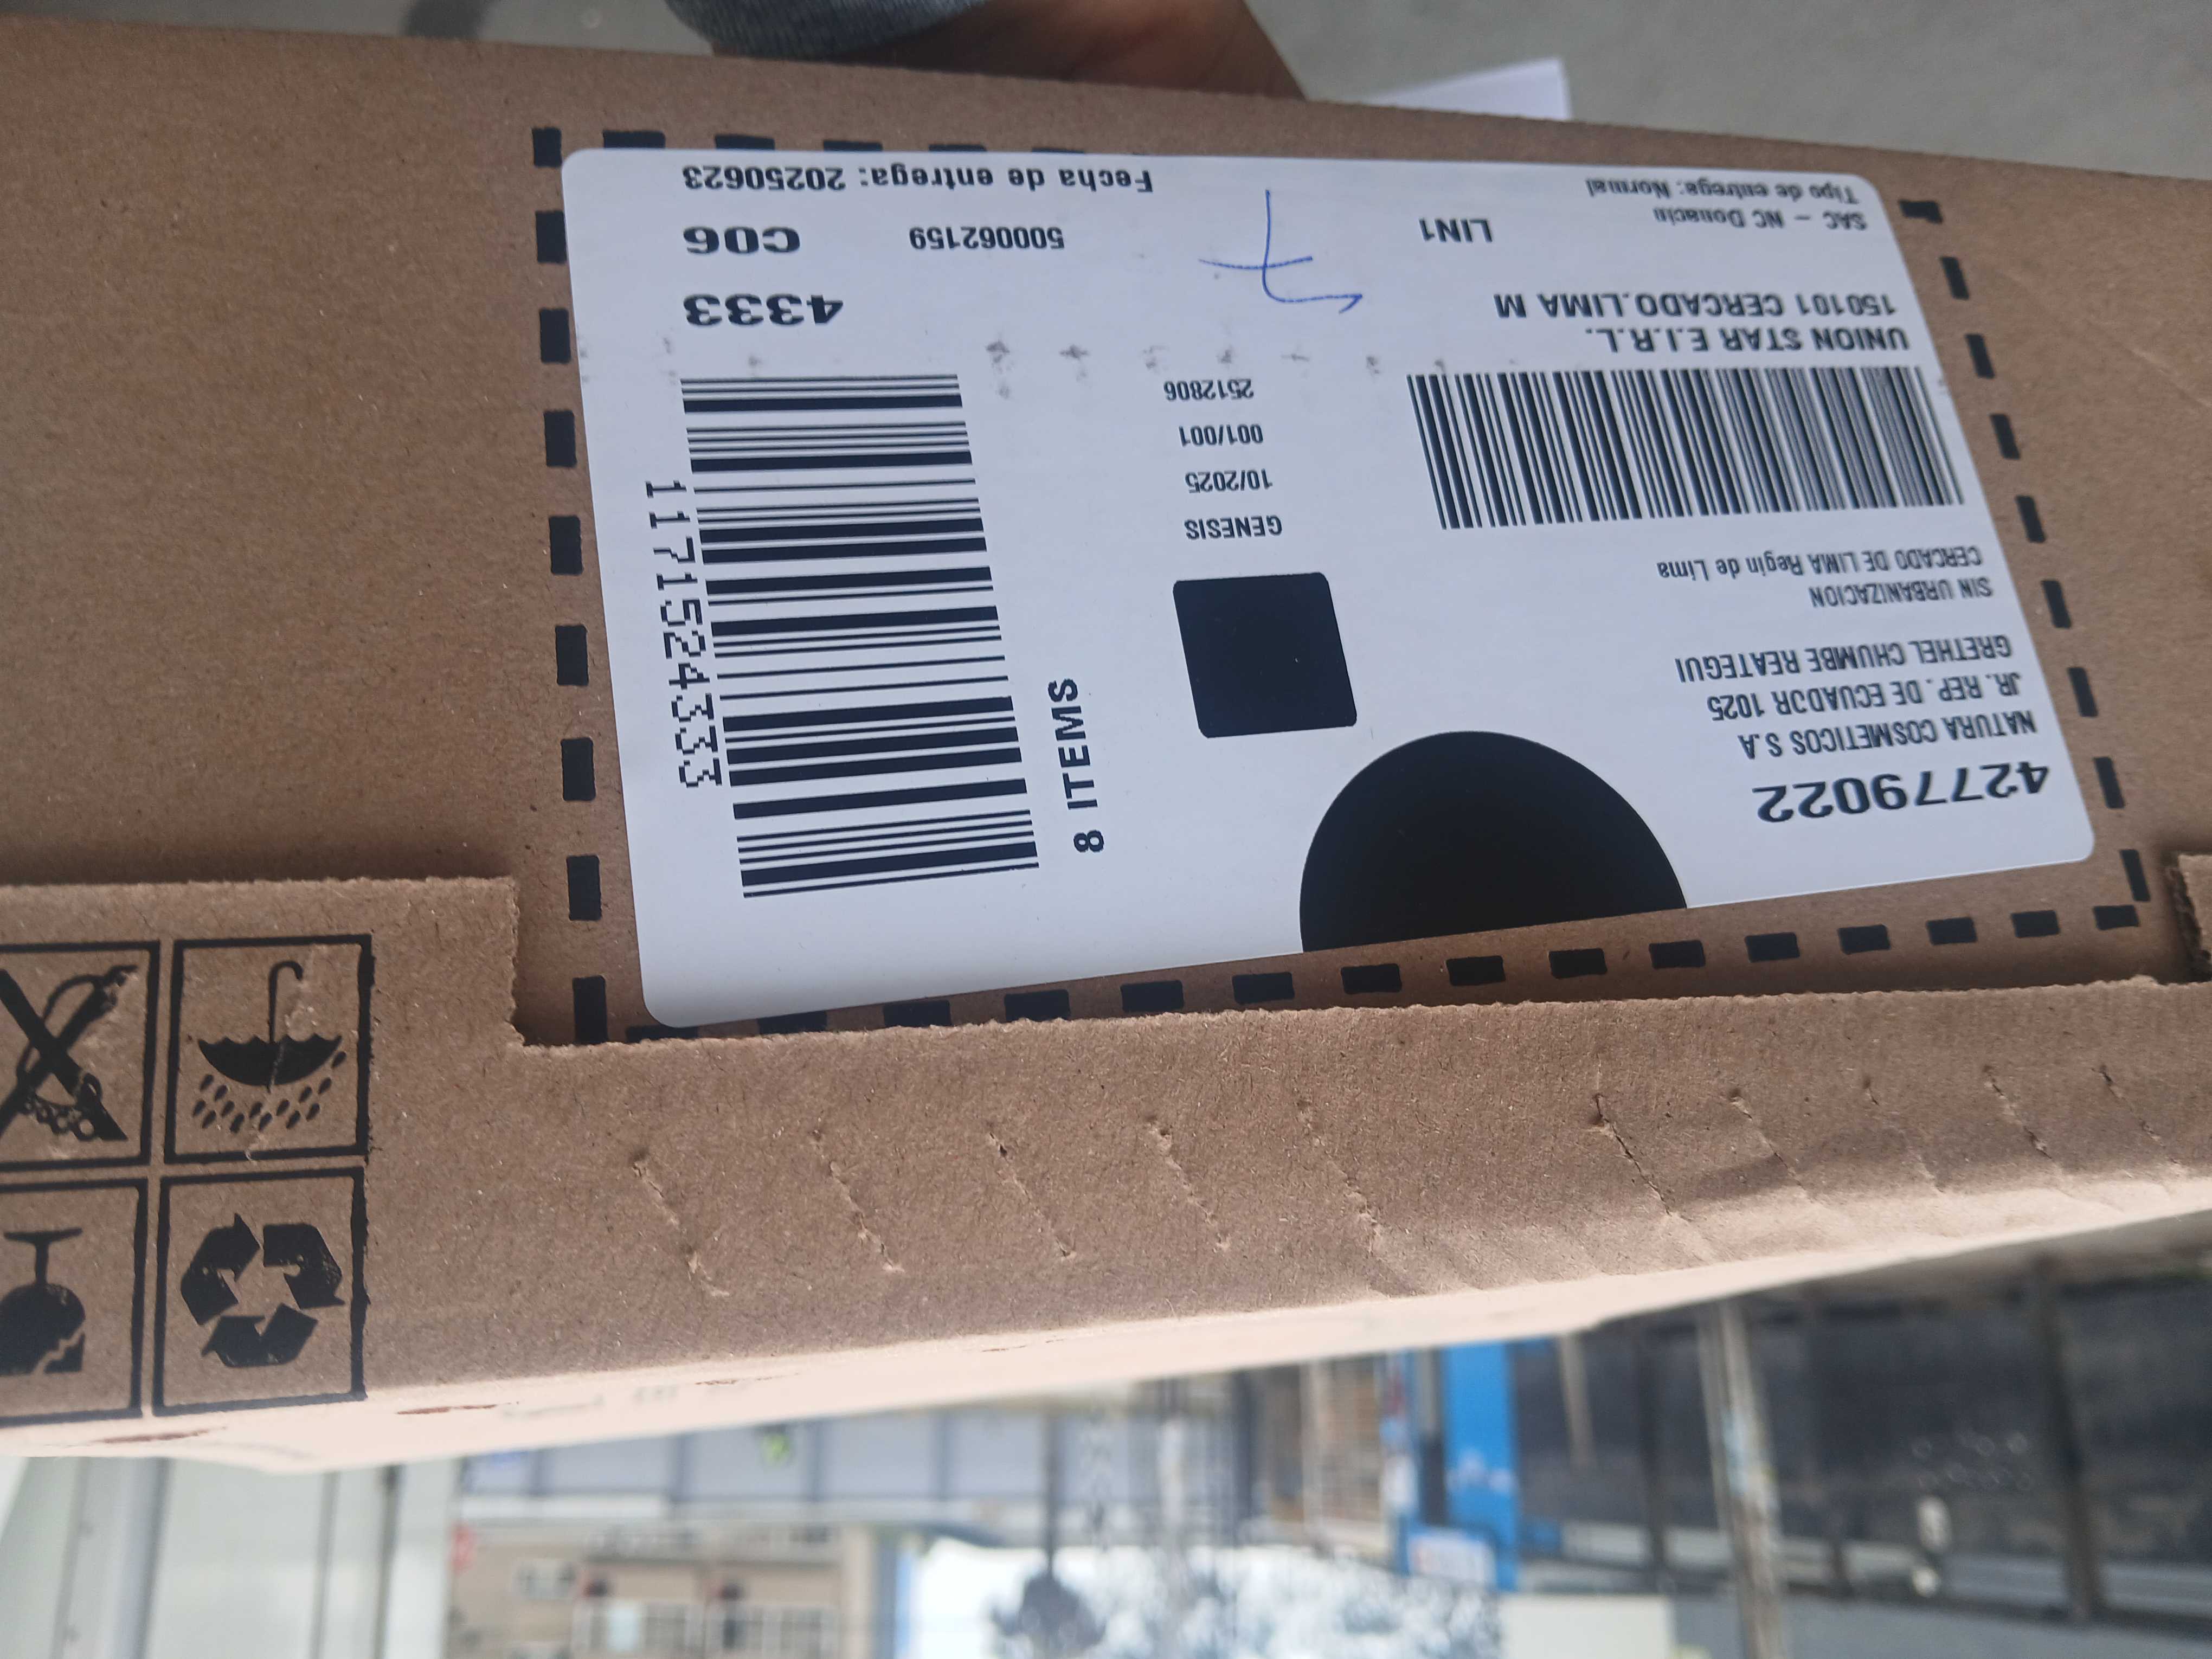 42779022
NATURA COSMETICOS S.A
JR. REP. DE ECUADOR 1025
GRETHEL CHUMBE REATEGUI
SIN URBANIZACION
CERCADO DE LIMA Regin de Lima
UNION STAR E.I.R.L.
150101 CERCADO.LIMA M
SAC - NC Donaciu
Tipo de entrega: Normal
LIN1
GENESIS
10/2025
001/001
2512806
8 ITEMS
1171524333
4333
500062159
C06
Fecha de entrega: 20250623